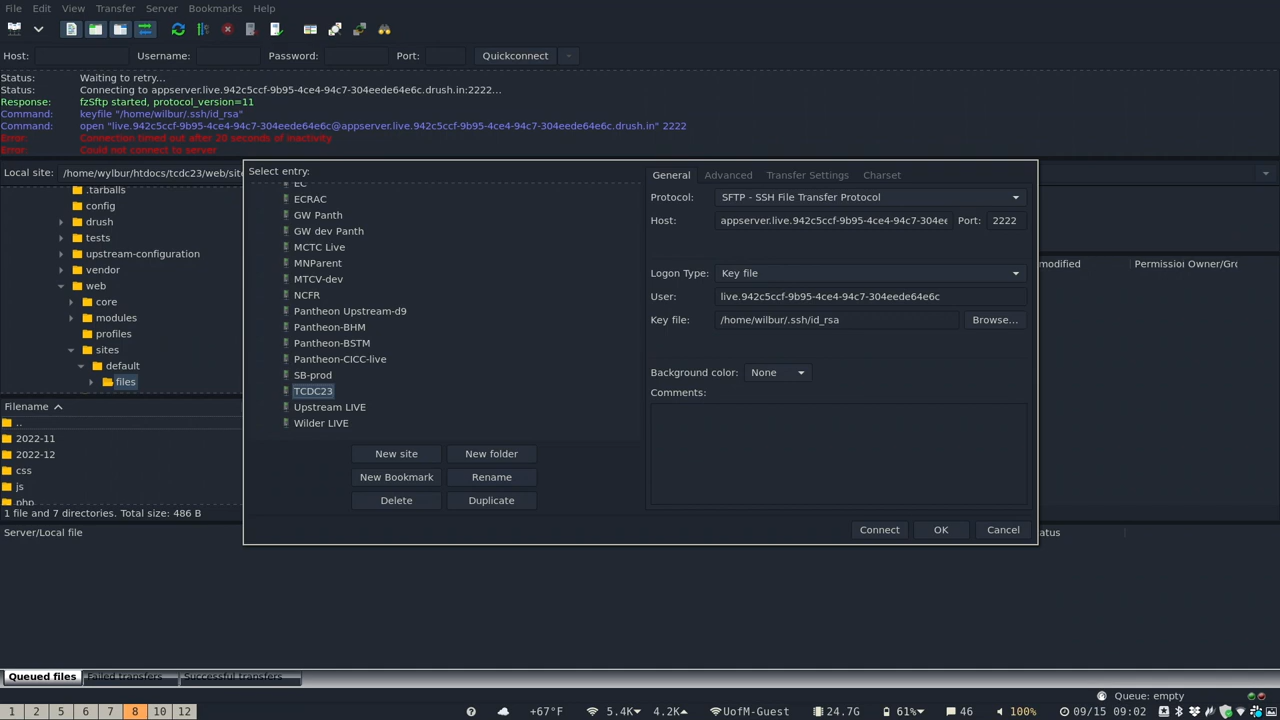 File Edit View Transfer Server Bookmarks Help
Host: Username: Password: Port: Quickconnect
Status: Waiting to retry...
Status: Connecting to appserver.live.942c5ccf-9b95-4ce4-94c7-304eede64e6c.drush.in:2222...
Response: fzSftp started, protocol_version=11
Command: keyfile "/home/wilbur/.ssh/id_rsa"
Command: open "live.942c5ccf-9b95-4ce4-94c7-304eede64e6c@appserver.live.942c5ccf-9b95-4ce4-94c7-304eede64e6c.drush.in" 2222
Error: Connection timed out after 20 seconds of inactivity
Error: Could not connect to server
Local site: /home/wylbur/htdocs/tcdc23/web/sit
.tarballs
config
drush
tests
upstream-configuration
vendor
web
core
modules
profiles
sites
default
files
Filename
..
2022-11
2022-12
css
js
php
1 file and 7 directories. Total size: 486 B
Server/Local file
Select entry:
EC
ECRAC
GW Panth
GW dev Panth
MCTC Live
MNParent
MTCV-dev
NCFR
Pantheon Upstream-d9
Pantheon-BHM
Pantheon-BSTM
Pantheon-CICC-live
SB-prod
TCDC23
Upstream LIVE
Wilder LIVE
New site New folder
New Bookmark Rename
Delete Duplicate
General Advanced Transfer Settings Charset
Protocol: SFTP - SSH File Transfer Protocol
Host: appserver.live.942c5ccf-9b95-4ce4-94c7-304ee Port: 2222
Logon Type: Key file
User: live.942c5ccf-9b95-4ce4-94c7-304eede64e6c
Key file: /home/wilbur/.ssh/id_rsa Browse...
Background color: None
Comments:
Connect OK Cancel
modified Permission Owner/Gro
tatus
Queued files Failed transfers Successful transfers
Queue: empty
1 2 5 6 7 8 10 12 +67°F 5.4K 4.2K UofM-Guest 24.7G 61% 46 100% 09/15 09:02